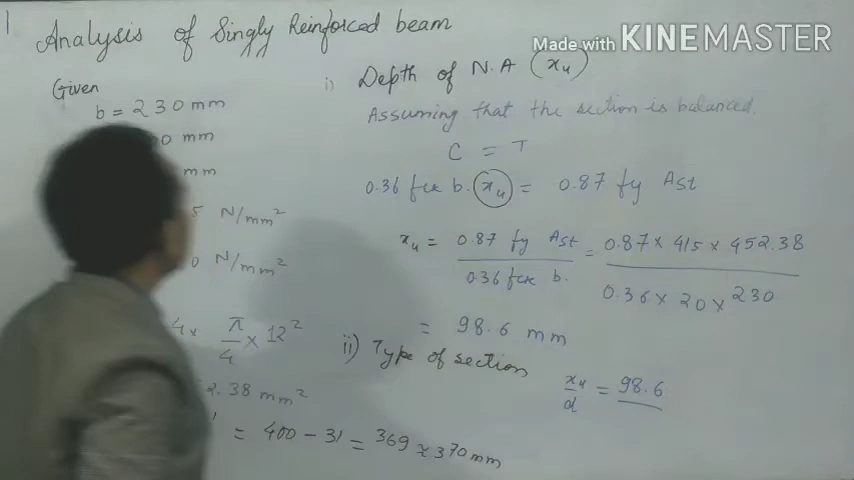 1
Analysis of Singly Reinforced beam
Made with KINEMASTER
Given
b = 230 mm
0 mm
mm
5 N/mm²
0 N/mm²
4 x π/4 x 12²
2.38 mm²
= 400 - 31 = 369 ≈ 370 mm
i) Depth of N.A (xu)
Assuming that the section is balanced.
C = T
0.36 fck b. xu = 0.87 fy Ast
xu = 0.87 fy Ast / 0.36 fck b. = 0.87 x 415 x 452.38 / 0.36 x 20 x 230
= 98.6 mm
ii) Type of section
xu/d = 98.6